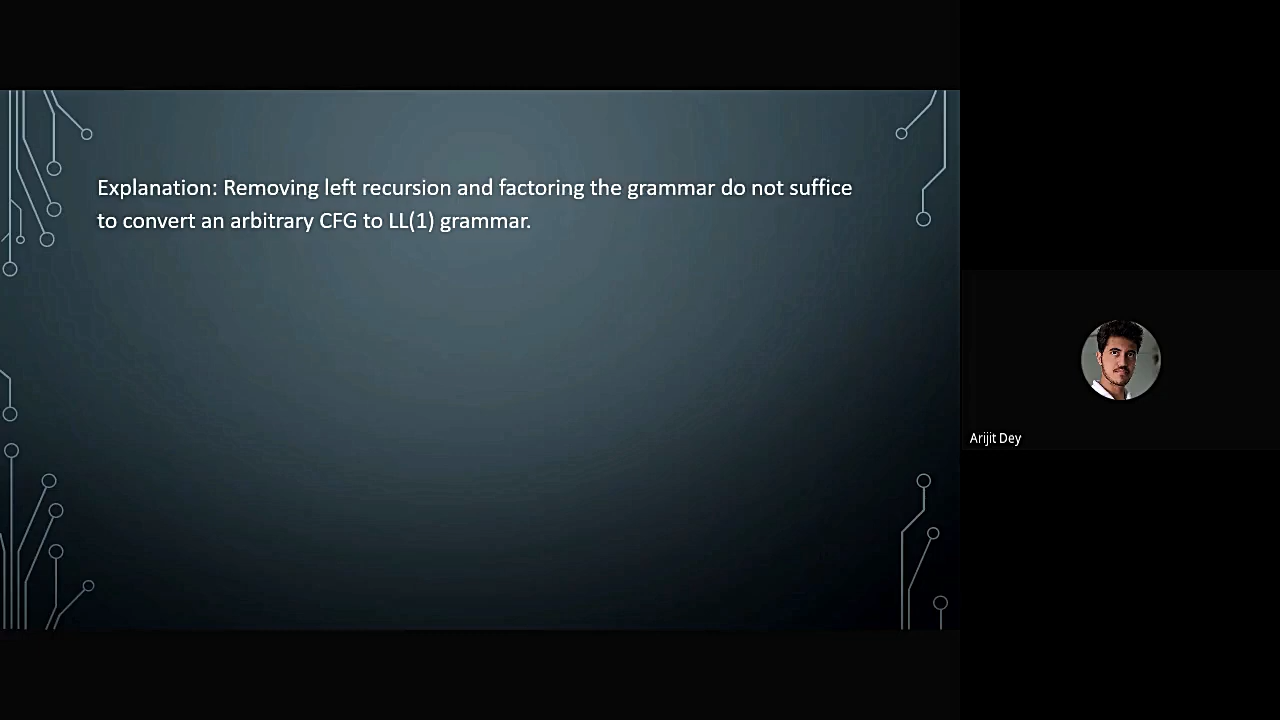 Explanation: Removing left recursion and factoring the grammar do not suffice
to convert an arbitrary CFG to LL(1) grammar.
Arijit Dey